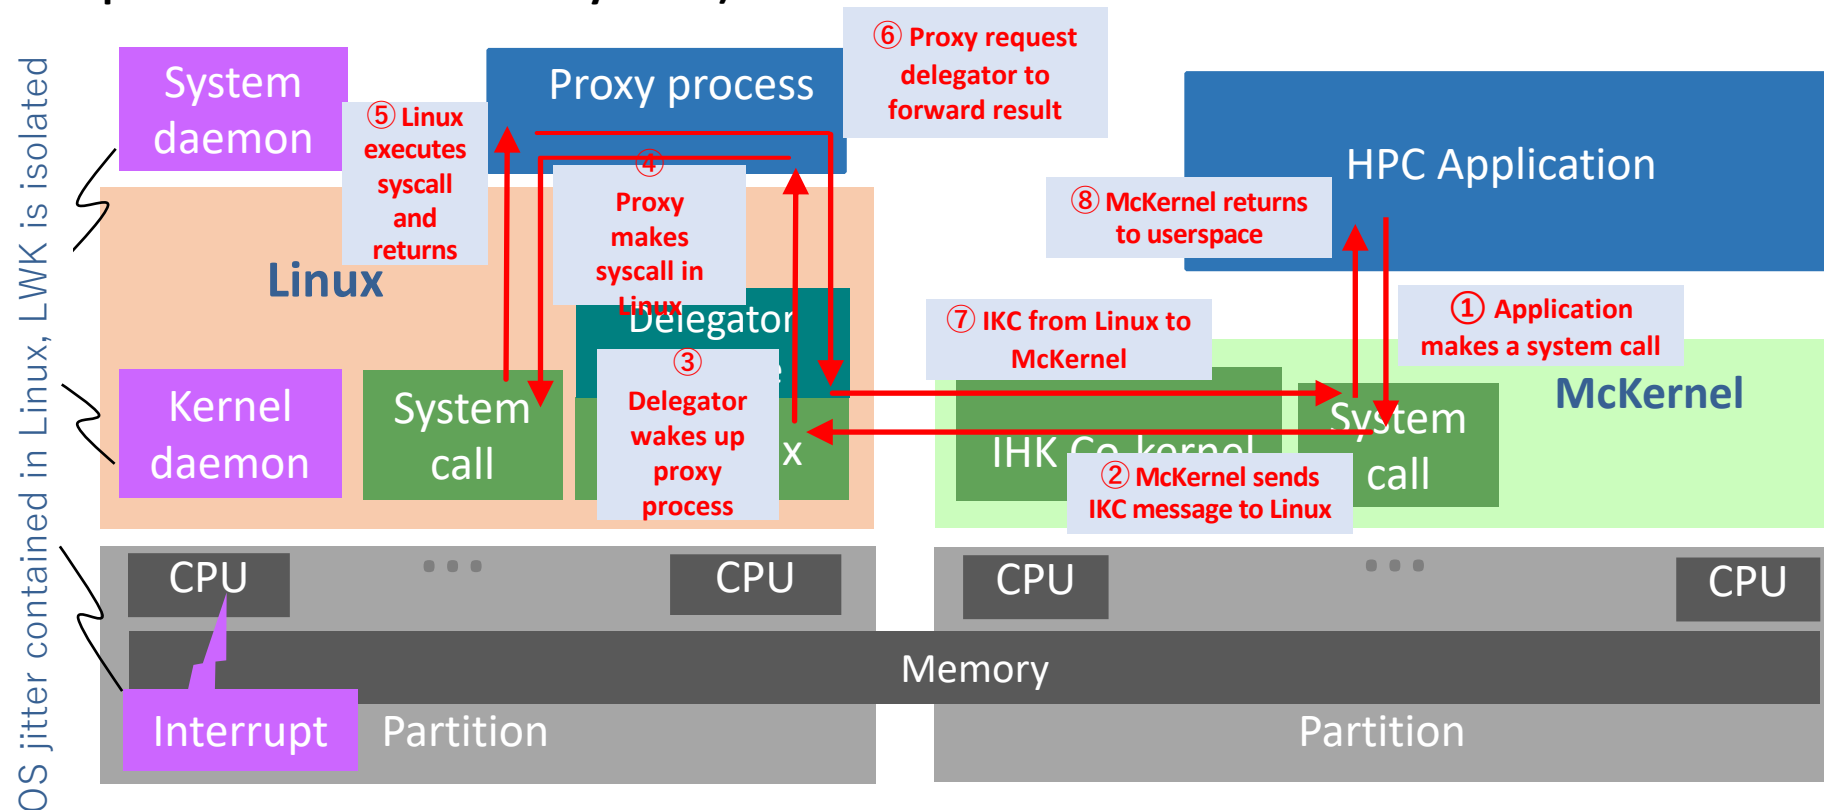 OS jitter contained in Linux, LWK is isolated
System
daemon
Proxy process
⑥ Proxy request
delegator to
forward result
⑤ Linux
executes
syscall
and
returns
④
Proxy
makes
syscall in
Linux
HPC Application
⑧ McKernel returns
to userspace
Linux
Delegator
⑦ IKC from Linux to
McKernel
① Application
makes a system call
③
Delegator
wakes up
proxy
process
Kernel
daemon
System
call
x
IHK Co-kernel
② McKernel sends
IKC message to Linux
System
call
McKernel
CPU
...
CPU
CPU
...
CPU
Memory
Interrupt
Partition
Partition